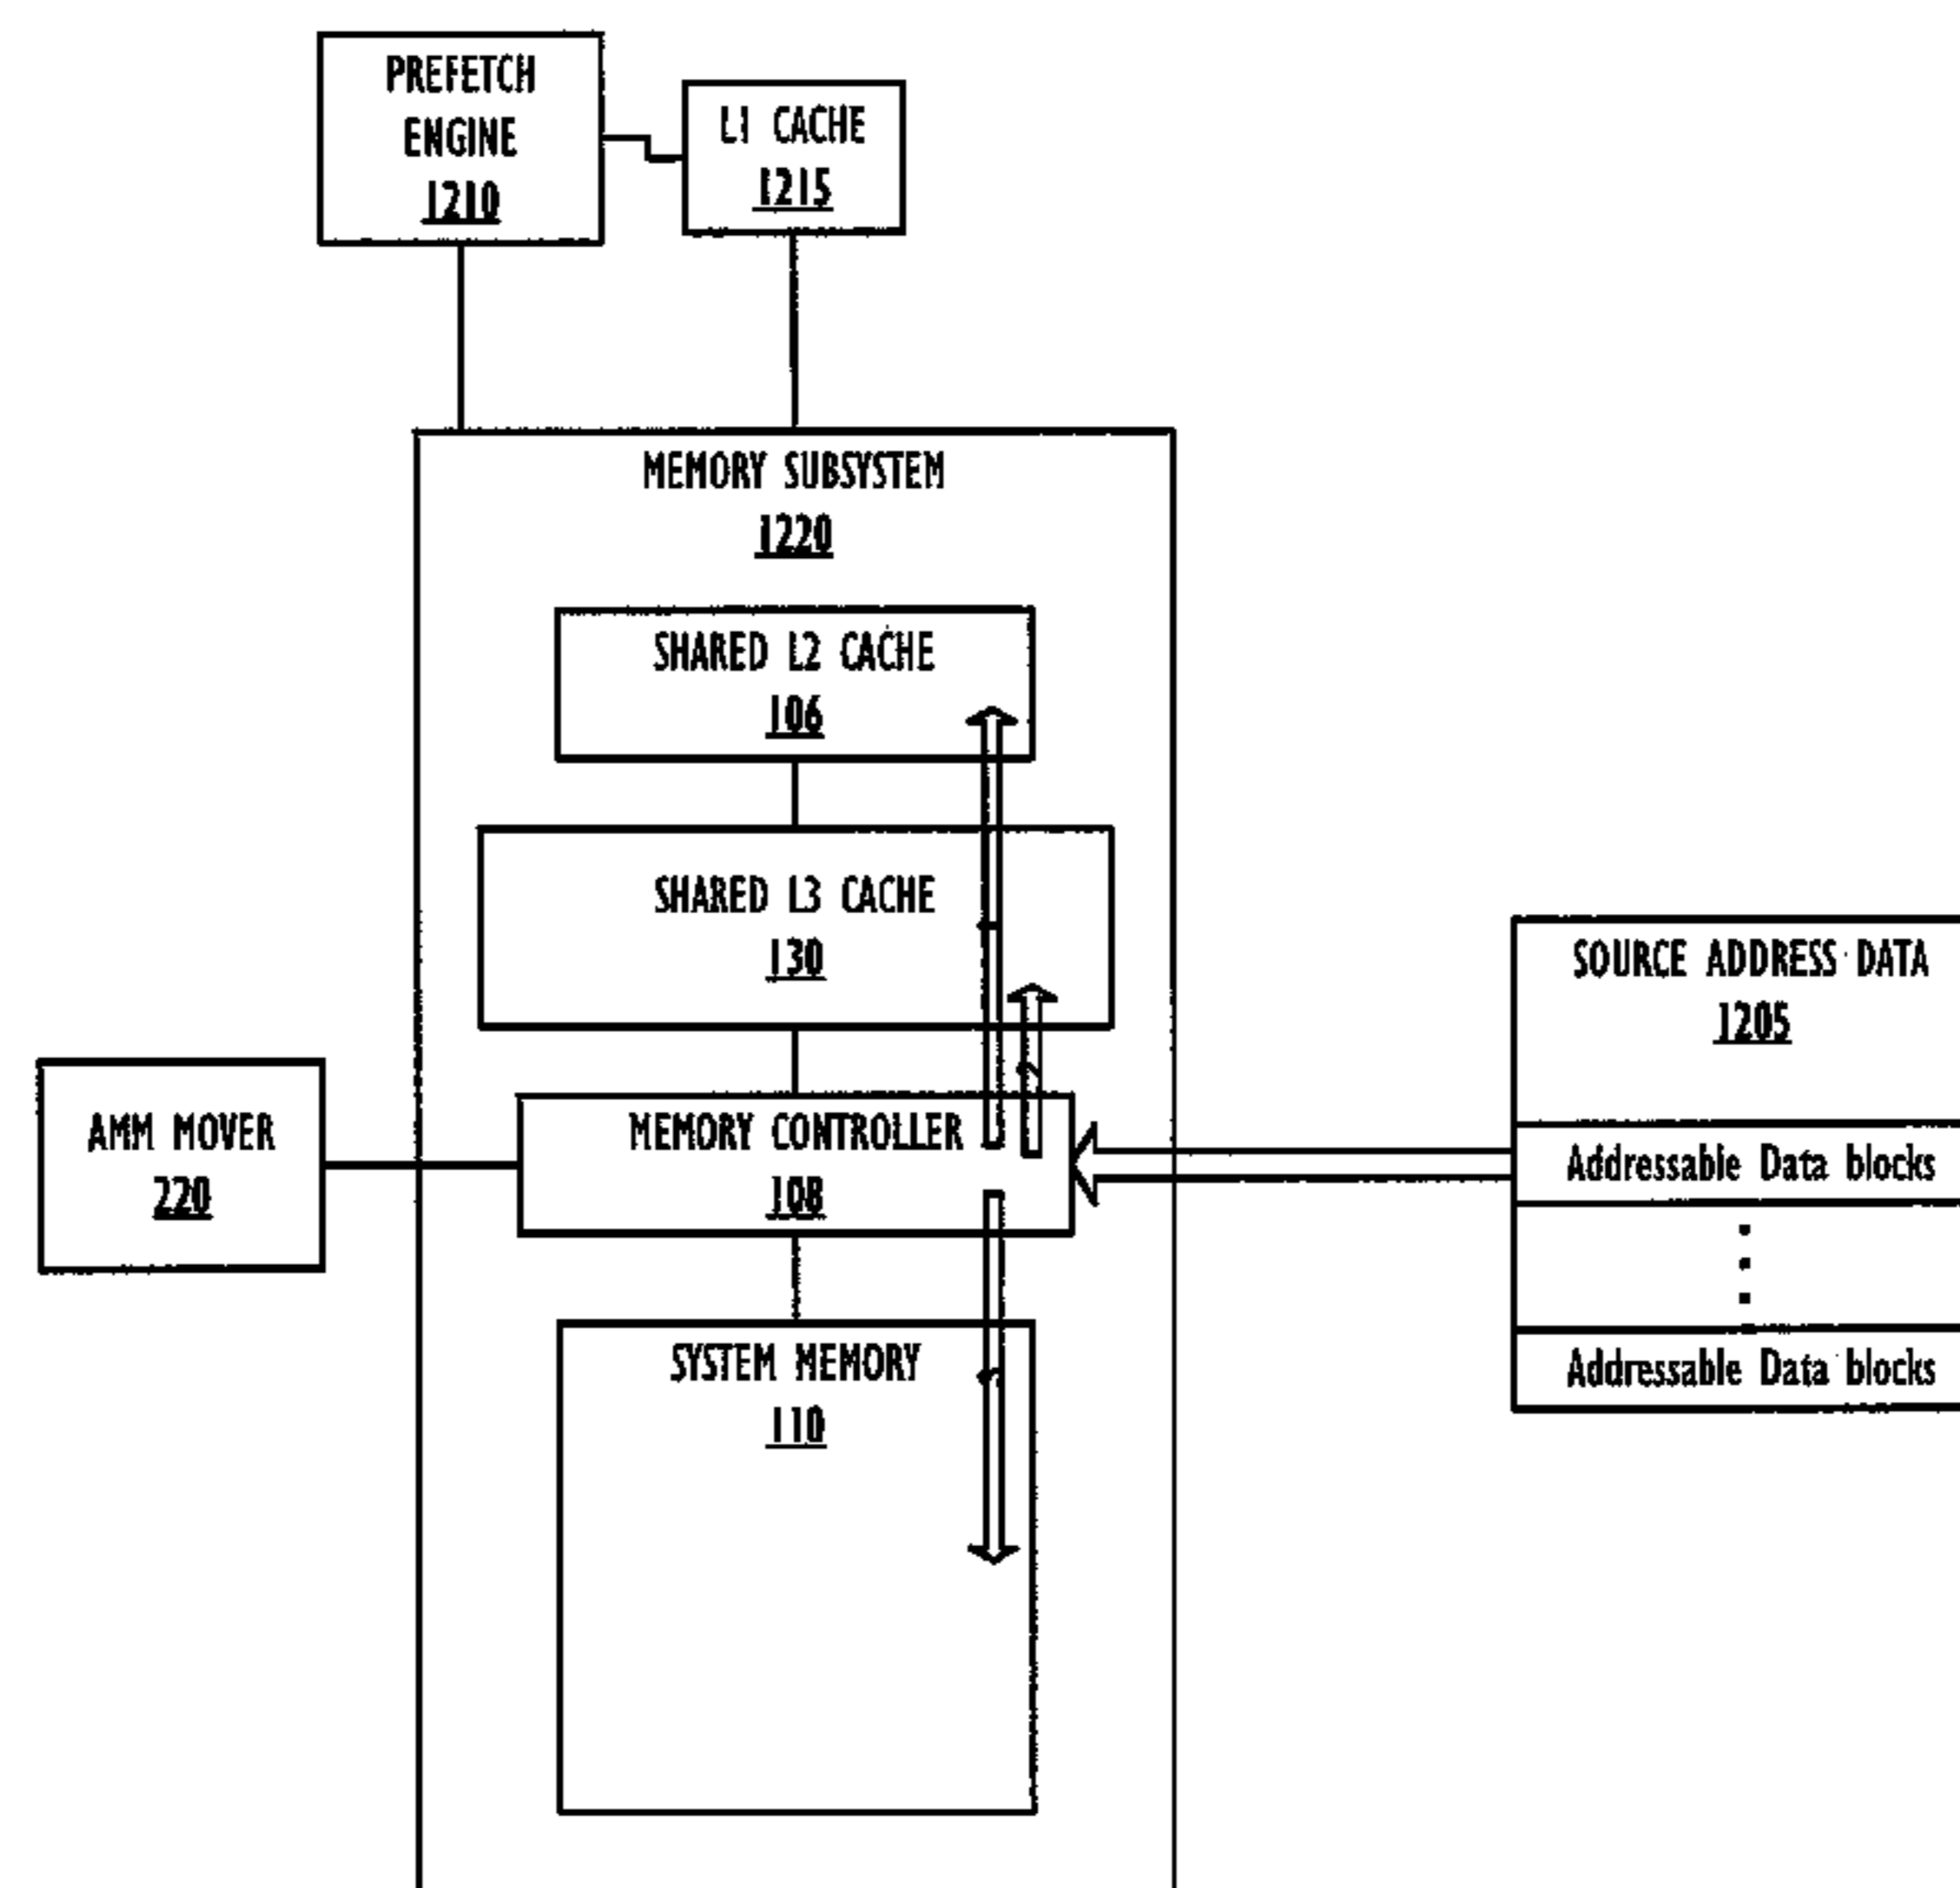 PREFETCH
ENGINE
1210
L1 CACHE
1215
MEMORY SUBSYSTEM
1220
SHARED L2 CACHE
106
SHARED L3 CACHE
130
SOURCE ADDRESS DATA
1205
AMM MOVER
220
MEMORY CONTROLLER
108
2
Addressable Data blocks
SYSTEM MEMORY
110
Addressable Data blocks